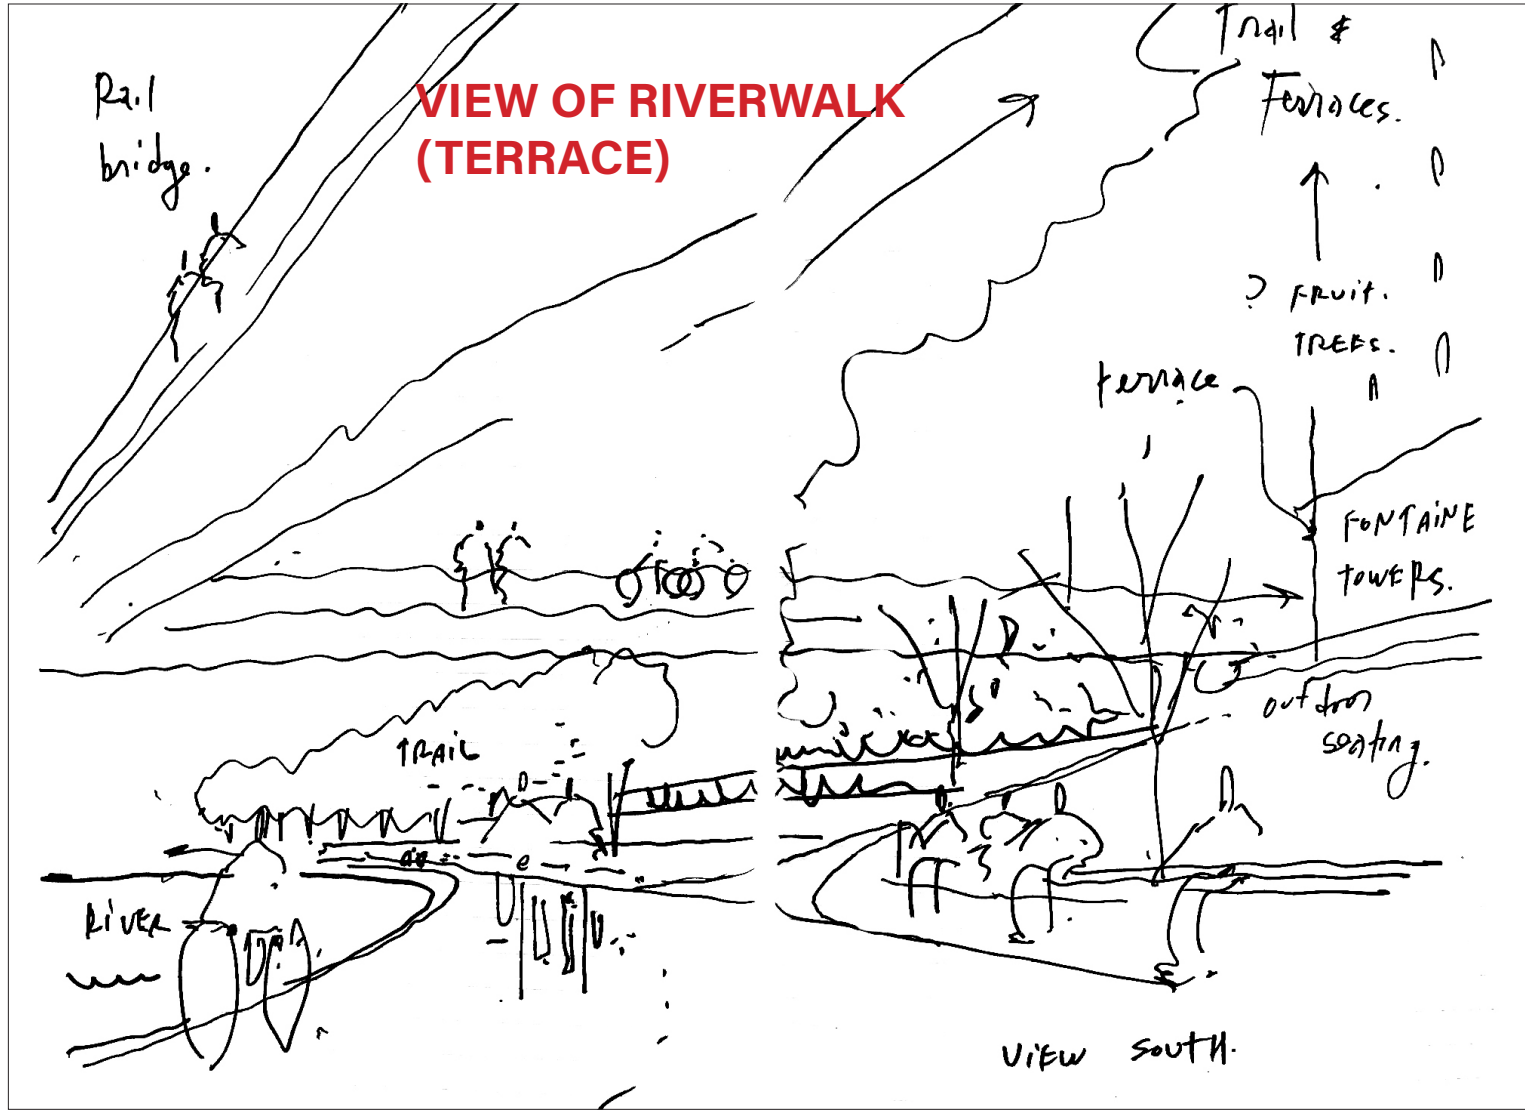 Trail &
Terraces.
Rail
bridge.
VIEW OF RIVERWALK
(TERRACE)
? FRUIT.
TREES.
terrace
FONTAINE
TOWERS.
outdoor
seating.
TRAIL
RIVER
VIEW SOUTH.